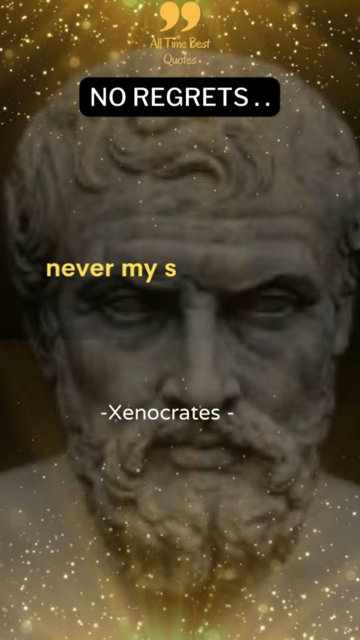 All Time Best
Quotes
NO REGRETS . .
never my s
-Xenocrates -